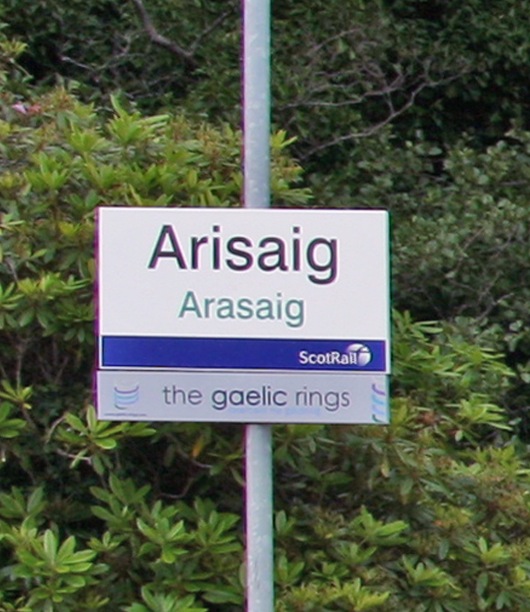 Arisaig
Arasaig
ScotRail
the gaelic rings